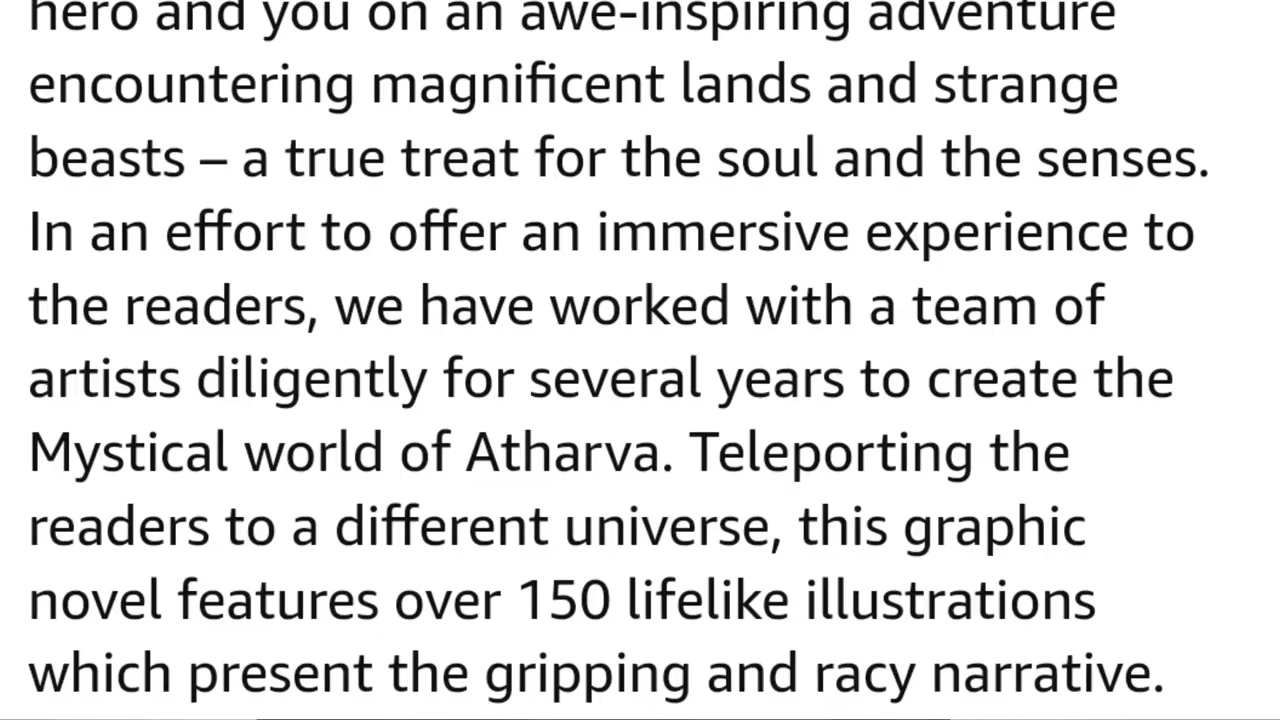 hero and you on an awe-inspiring adventure
encountering magnificent lands and strange
beasts – a true treat for the soul and the senses.
In an effort to offer an immersive experience to
the readers, we have worked with a team of
artists diligently for several years to create the
Mystical world of Atharva. Teleporting the
readers to a different universe, this graphic
novel features over 150 lifelike illustrations
which present the gripping and racy narrative.